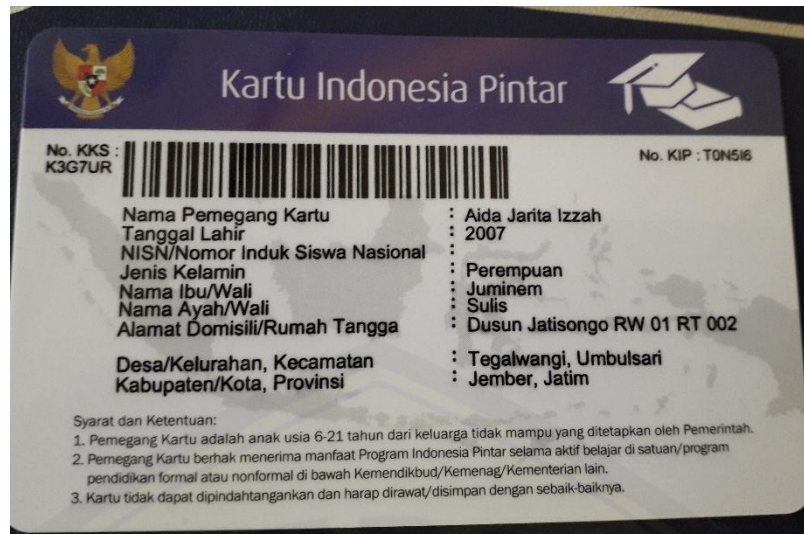 Kartu Indonesia Pintar
No. KKS :
K3G7UR
No. KIP : T0N5I6
Nama Pemegang Kartu : Aida Jarita Izzah
Tanggal Lahir : 2007
NISN/Nomor Induk Siswa Nasional :
Jenis Kelamin : Perempuan
Nama Ibu/Wali : Juminem
Nama Ayah/Wali : Sulis
Alamat Domisili/Rumah Tangga : Dusun Jatisongo RW 01 RT 002
Desa/Kelurahan, Kecamatan : Tegalwangi, Umbulsari
Kabupaten/Kota, Provinsi : Jember, Jatim
Syarat dan Ketentuan:
1. Pemegang Kartu adalah anak usia 6-21 tahun dari keluarga tidak mampu yang ditetapkan oleh Pemerintah.
2. Pemegang Kartu berhak menerima manfaat Program Indonesia Pintar selama aktif belajar di satuan/program
pendidikan formal atau nonformal di bawah Kemendikbud/Kemenag/Kementerian lain.
3. Kartu tidak dapat dipindahtangankan dan harap dirawat/disimpan dengan sebaik-baiknya.